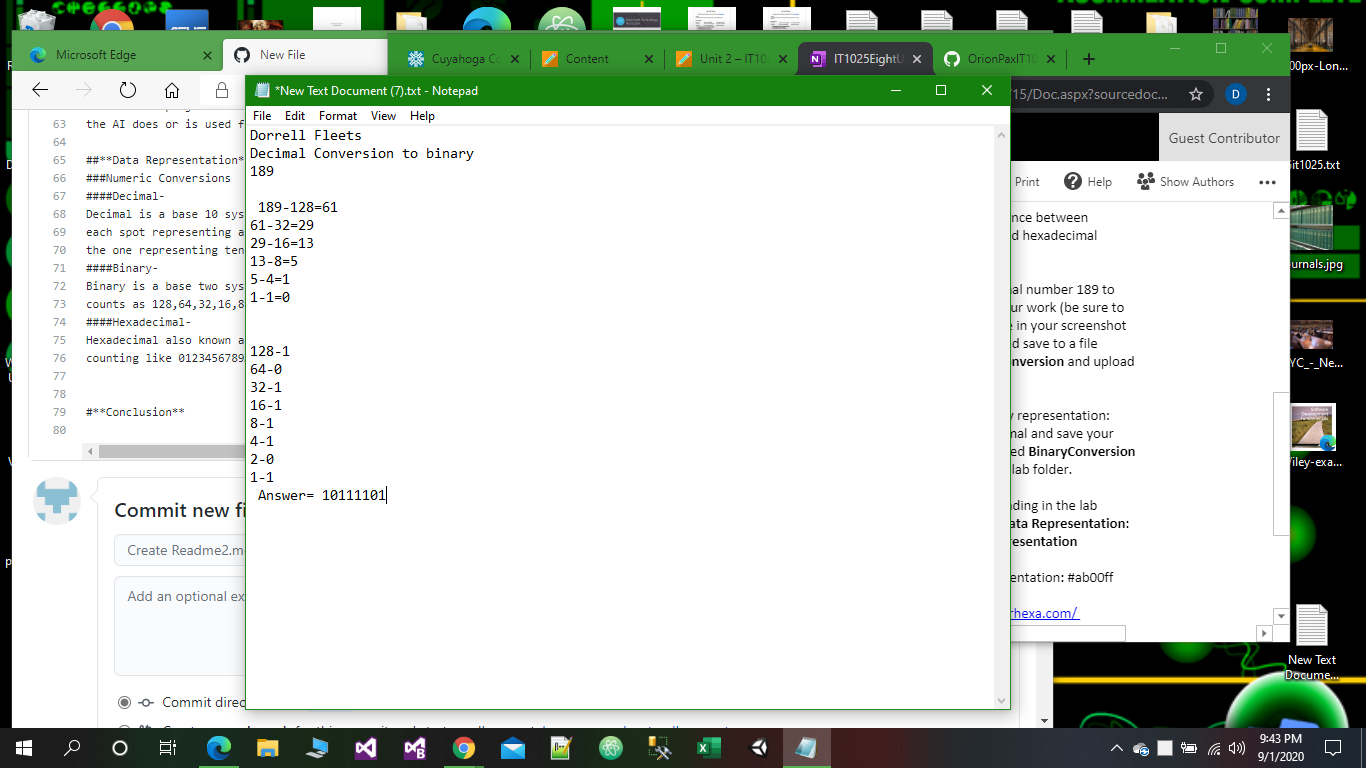 Microsoft Edge
New File
Cuyahoga Co
Content
Unit 2 – IT10
IT1025EightU
OrionPaxIT10
*New Text Document (7).txt - Notepad
/15/Doc.aspx?sourcedoc...
D
File Edit Format View Help
Dorrell Fleets
Decimal Conversion to binary
189
189-128=61
61-32=29
29-16=13
13-8=5
5-4=1
1-1=0
128-1
64-0
32-1
16-1
8-1
4-1
2-0
1-1
Answer= 10111101
63 the AI does or is used f
64
65 ##**Data Representation*
66 ###Numeric Conversions
67 ####Decimal-
68 Decimal is a base 10 sys
69 each spot representing a
70 the one representing ten
71 ####Binary-
72 Binary is a base two sys
73 counts as 128,64,32,16,8
74 ####Hexadecimal-
75 Hexadecimal also known a
76 counting like 0123456789
77
78
79 #**Conclusion**
80
Commit new fi
Create Readme2.m
Add an optional ex
Commit direc
Guest Contributor
Print Help Show Authors
nce between
d hexadecimal
al number 189 to
ur work (be sure to
e in your screenshot
d save to a file
nversion and upload
y representation:
mal and save your
ed BinaryConversion
lab folder.
ding in the lab
ata Representation:
resentation
entation: #ab00ff
rhexa.com/
00px-Lon...
it1025.txt
urnals.jpg
YC_-_Ne...
Viley-exa...
New Text
Docume...
9:43 PM
9/1/2020